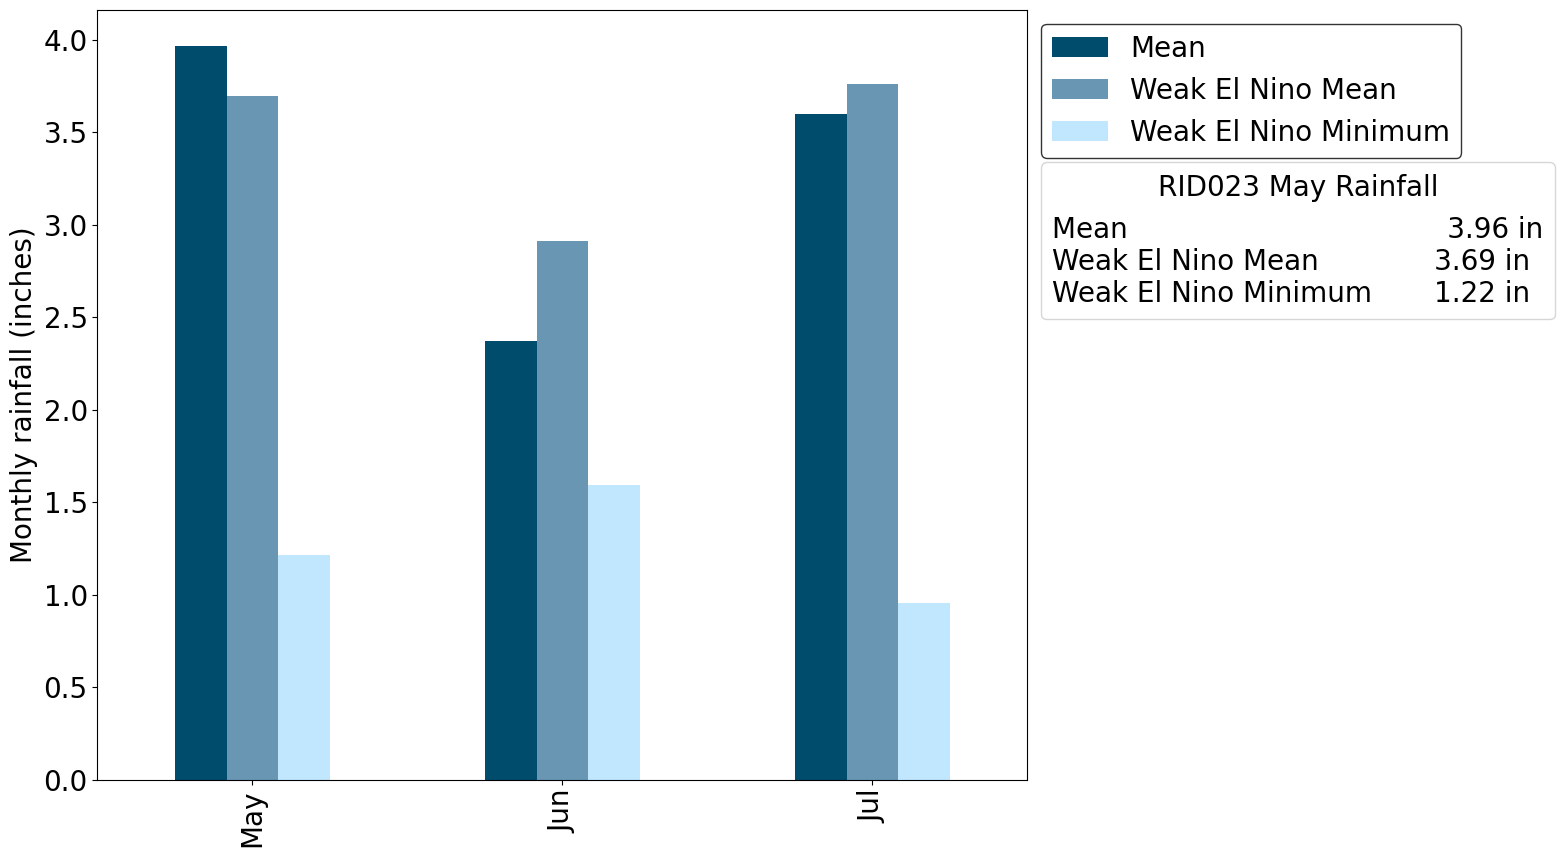 Monthly rainfall (inches)
4.0
3.5
3.0
2.5
2.0
1.5
1.0
0.5
0.0
May
Jun
Jul
Mean
Weak El Nino Mean
Weak El Nino Minimum
RID023 May Rainfall
Mean 3.96 in
Weak El Nino Mean 3.69 in
Weak El Nino Minimum 1.22 in